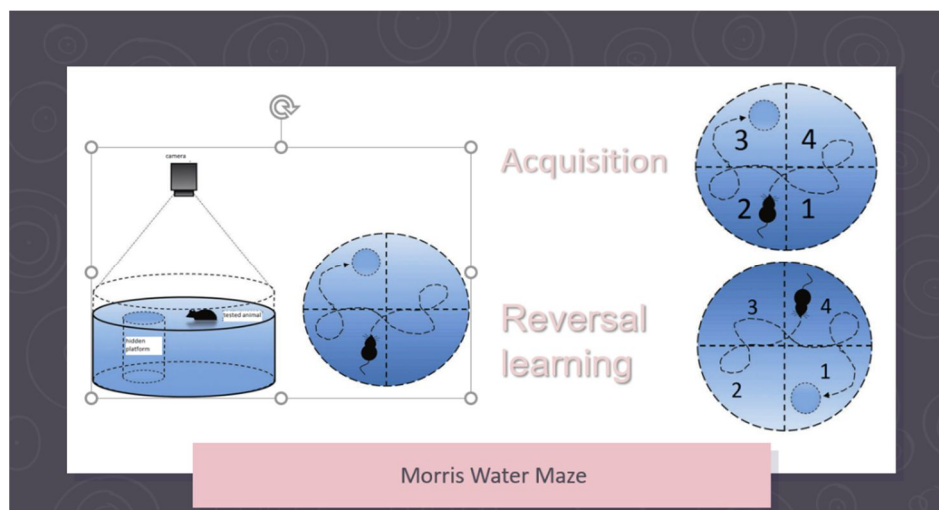 camera
tested animal
hidden
platform
Acquisition
3 4
2 1
Reversal
learning
3 4
2 1
Morris Water Maze